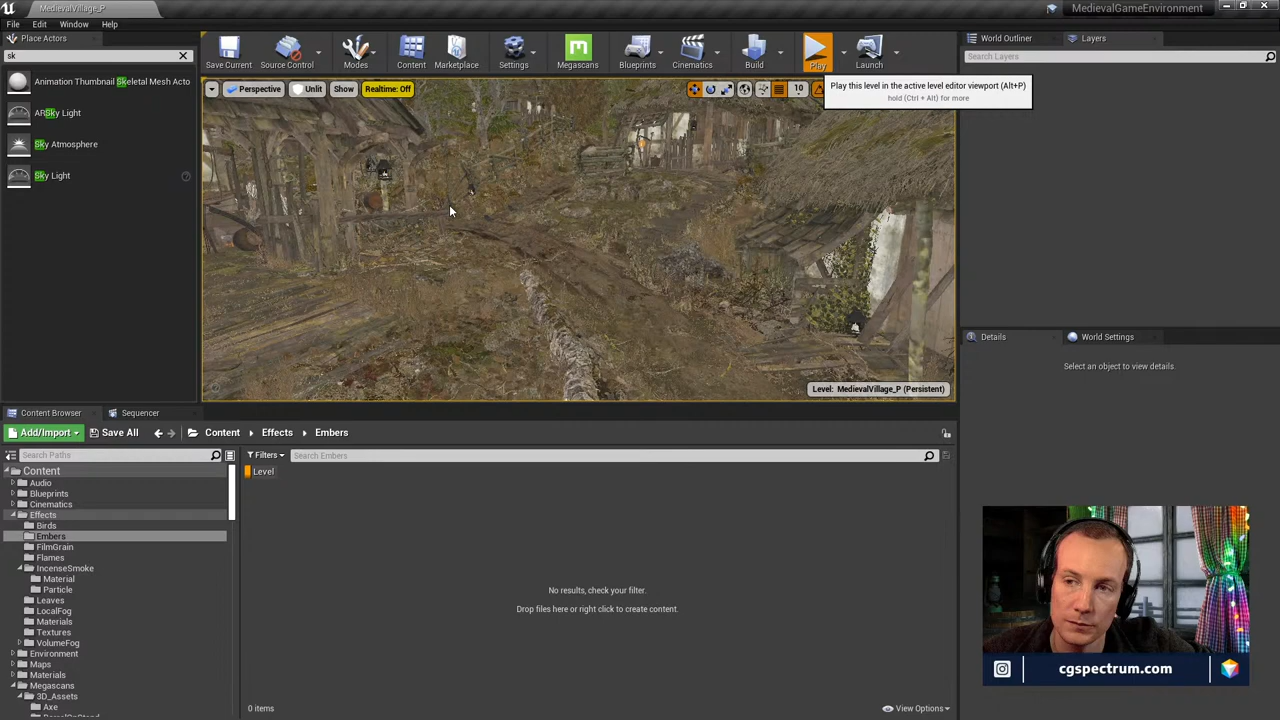 MedievalVillage_P
MedievalGameEnvironment
File Edit Window Help
Place Actors
sk
Animation Thumbnail Skeletal Mesh Acto
ARSky Light
Sky Atmosphere
Sky Light
Save Current
Source Control
Modes
Content
Marketplace
Settings
Megascans
Blueprints
Cinematics
Build
Play
Launch
Perspective
Unlit
Show
Realtime: Off
10
Play this level in the active level editor viewport (Alt+P)
hold (Ctrl + Alt) for more
Level: MedievalVillage_P (Persistent)
World Outliner
Layers
Search Layers
Details
World Settings
Select an object to view details.
Content Browser
Sequencer
Add/Import
Save All
Content
Effects
Embers
Search Paths
Filters
Search Embers
Level
Content
Audio
Blueprints
Cinematics
Effects
Birds
Embers
FilmGrain
Flames
IncenseSmoke
Material
Particle
Leaves
LocalFog
Materials
Textures
VolumeFog
Environment
Maps
Materials
Megascans
3D_Assets
Axe
No results, check your filter.
Drop files here or right click to create content.
0 items
View Options
cgspectrum.com